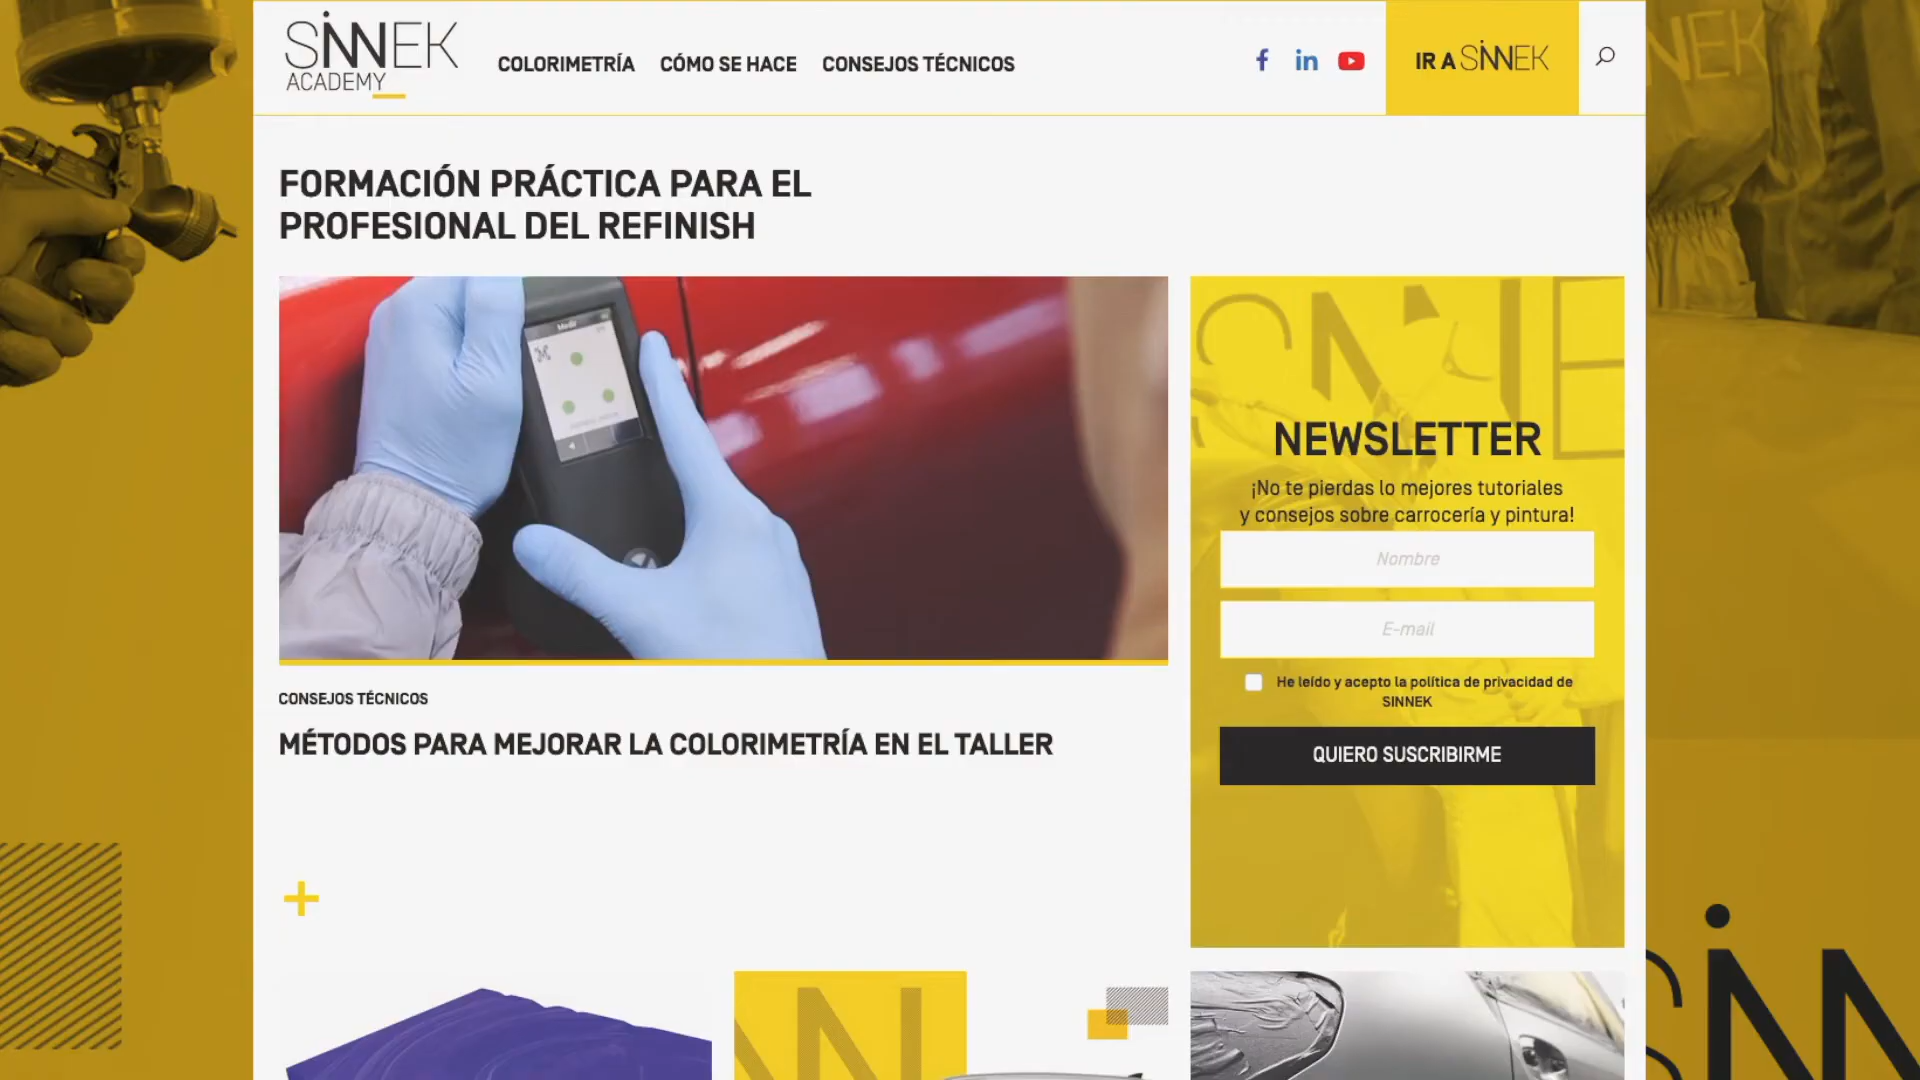 SINNEK
ACADEMY
COLORIMETRÍA CÓMO SE HACE CONSEJOS TÉCNICOS
IR A SINNEK
FORMACIÓN PRÁCTICA PARA EL
PROFESIONAL DEL REFINISH
Medir
NEWSLETTER
¡No te pierdas lo mejores tutoriales
y consejos sobre carrocería y pintura!
Nombre
E-mail
He leído y acepto la política de privacidad de
SINNEK
QUIERO SUSCRIBIRME
CONSEJOS TÉCNICOS
MÉTODOS PARA MEJORAR LA COLORIMETRÍA EN EL TALLER